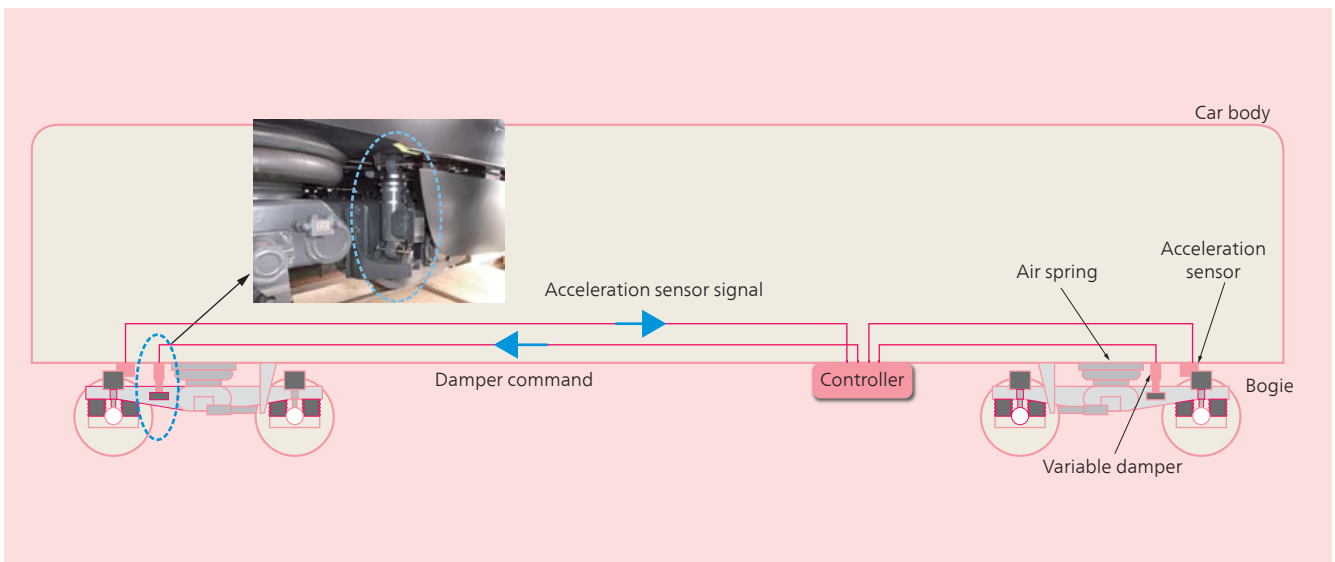 Car body
Acceleration
sensor
Air spring
Acceleration sensor signal
Damper command
Controller
Bogie
Variable damper